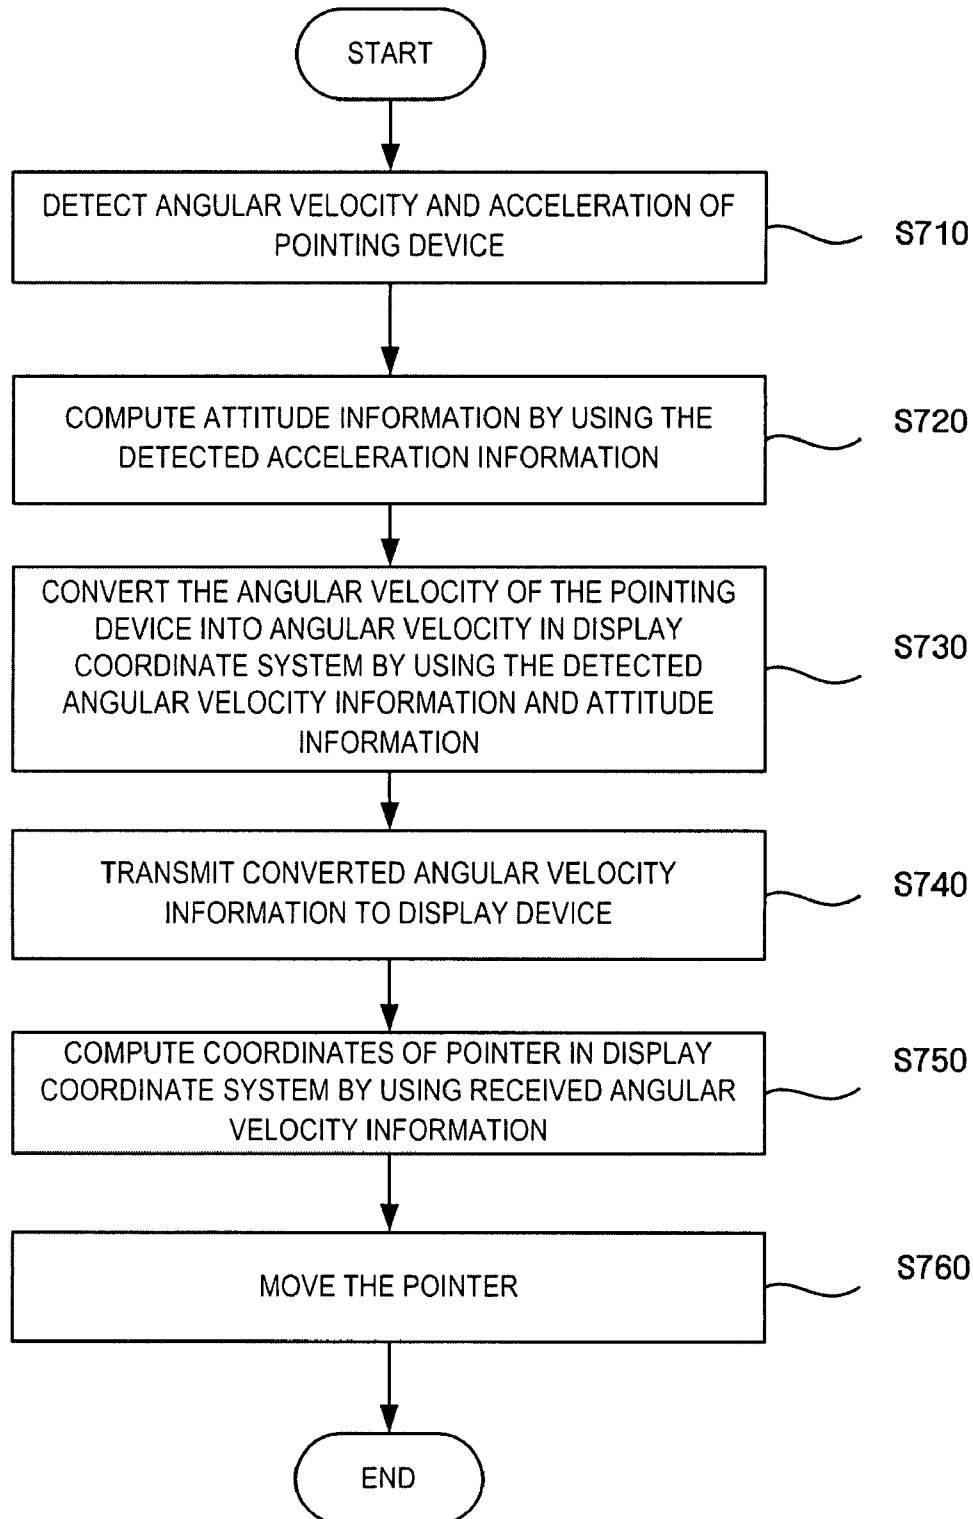 START
DETECT ANGULAR VELOCITY AND ACCELERATION OF
POINTING DEVICE
S710
COMPUTE ATTITUDE INFORMATION BY USING THE
DETECTED ACCELERATION INFORMATION
S720
CONVERT THE ANGULAR VELOCITY OF THE POINTING
DEVICE INTO ANGULAR VELOCITY IN DISPLAY
COORDINATE SYSTEM BY USING THE DETECTED
ANGULAR VELOCITY INFORMATION AND ATTITUDE
INFORMATION
S730
TRANSMIT CONVERTED ANGULAR VELOCITY
INFORMATION TO DISPLAY DEVICE
S740
COMPUTE COORDINATES OF POINTER IN DISPLAY
COORDINATE SYSTEM BY USING RECEIVED ANGULAR
VELOCITY INFORMATION
S750
MOVE THE POINTER
S760
END